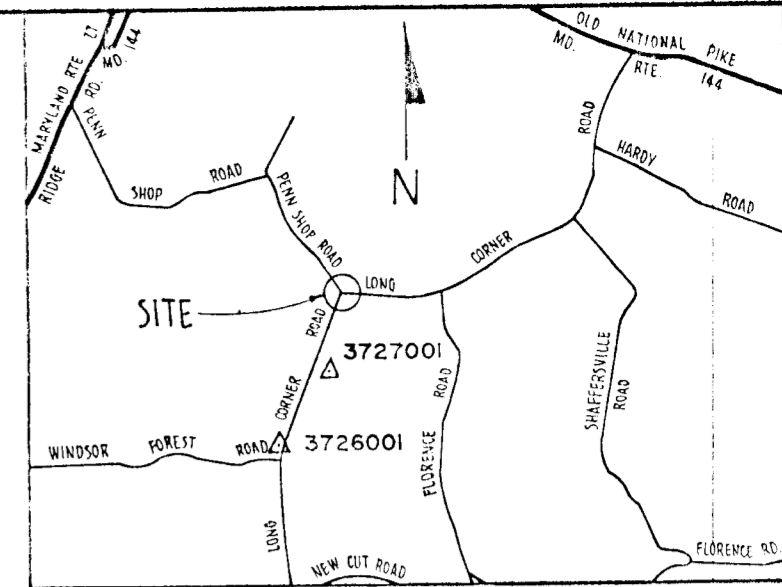 MARYLAND RTE 27
RIDGE RD.
MD. 144
PENN SHOP ROAD
PENN SHOP ROAD
N
OLD NATIONAL PIKE
MD. RTE. 144
ROAD
HARDY ROAD
LONG CORNER
SITE
ROAD
CORNER
LONG
3727001
3726001
WINDSOR FOREST ROAD
FLORENCE ROAD
SHAFFERSVILLE ROAD
NEW CUT ROAD
FLORENCE RD.